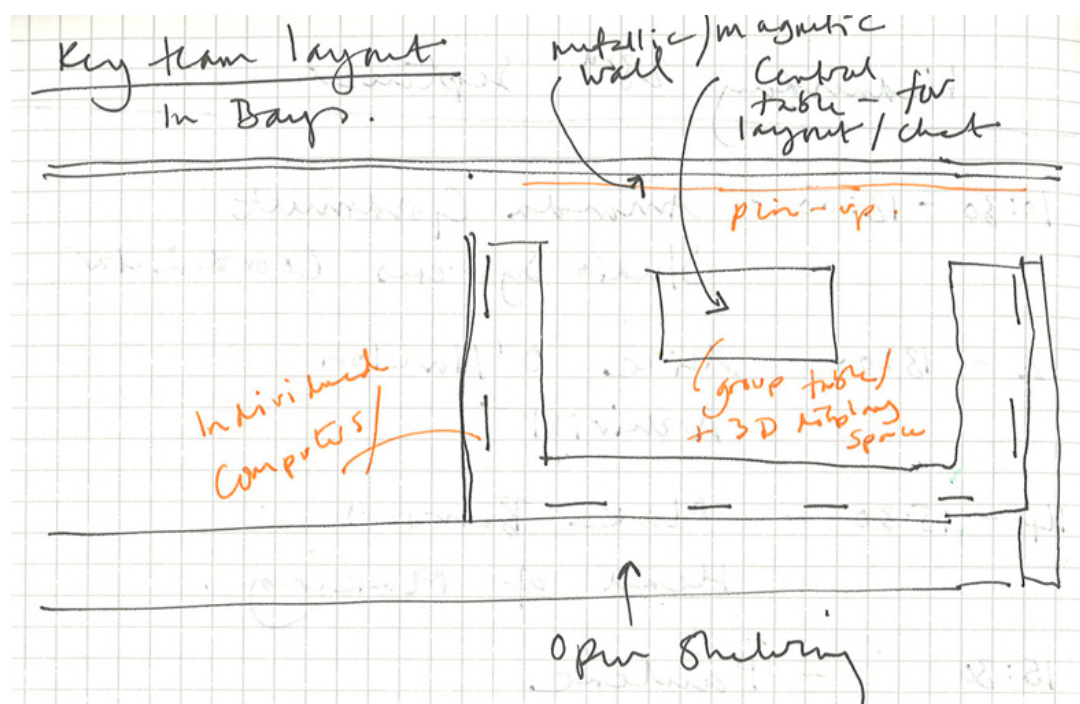 Key team layout
In Bays.
metallic/magnetic
wall
Central
table - for
layout/chat
pin-up.
Individual
Computers
(group table/
+ 3D display
space
Open Shelving